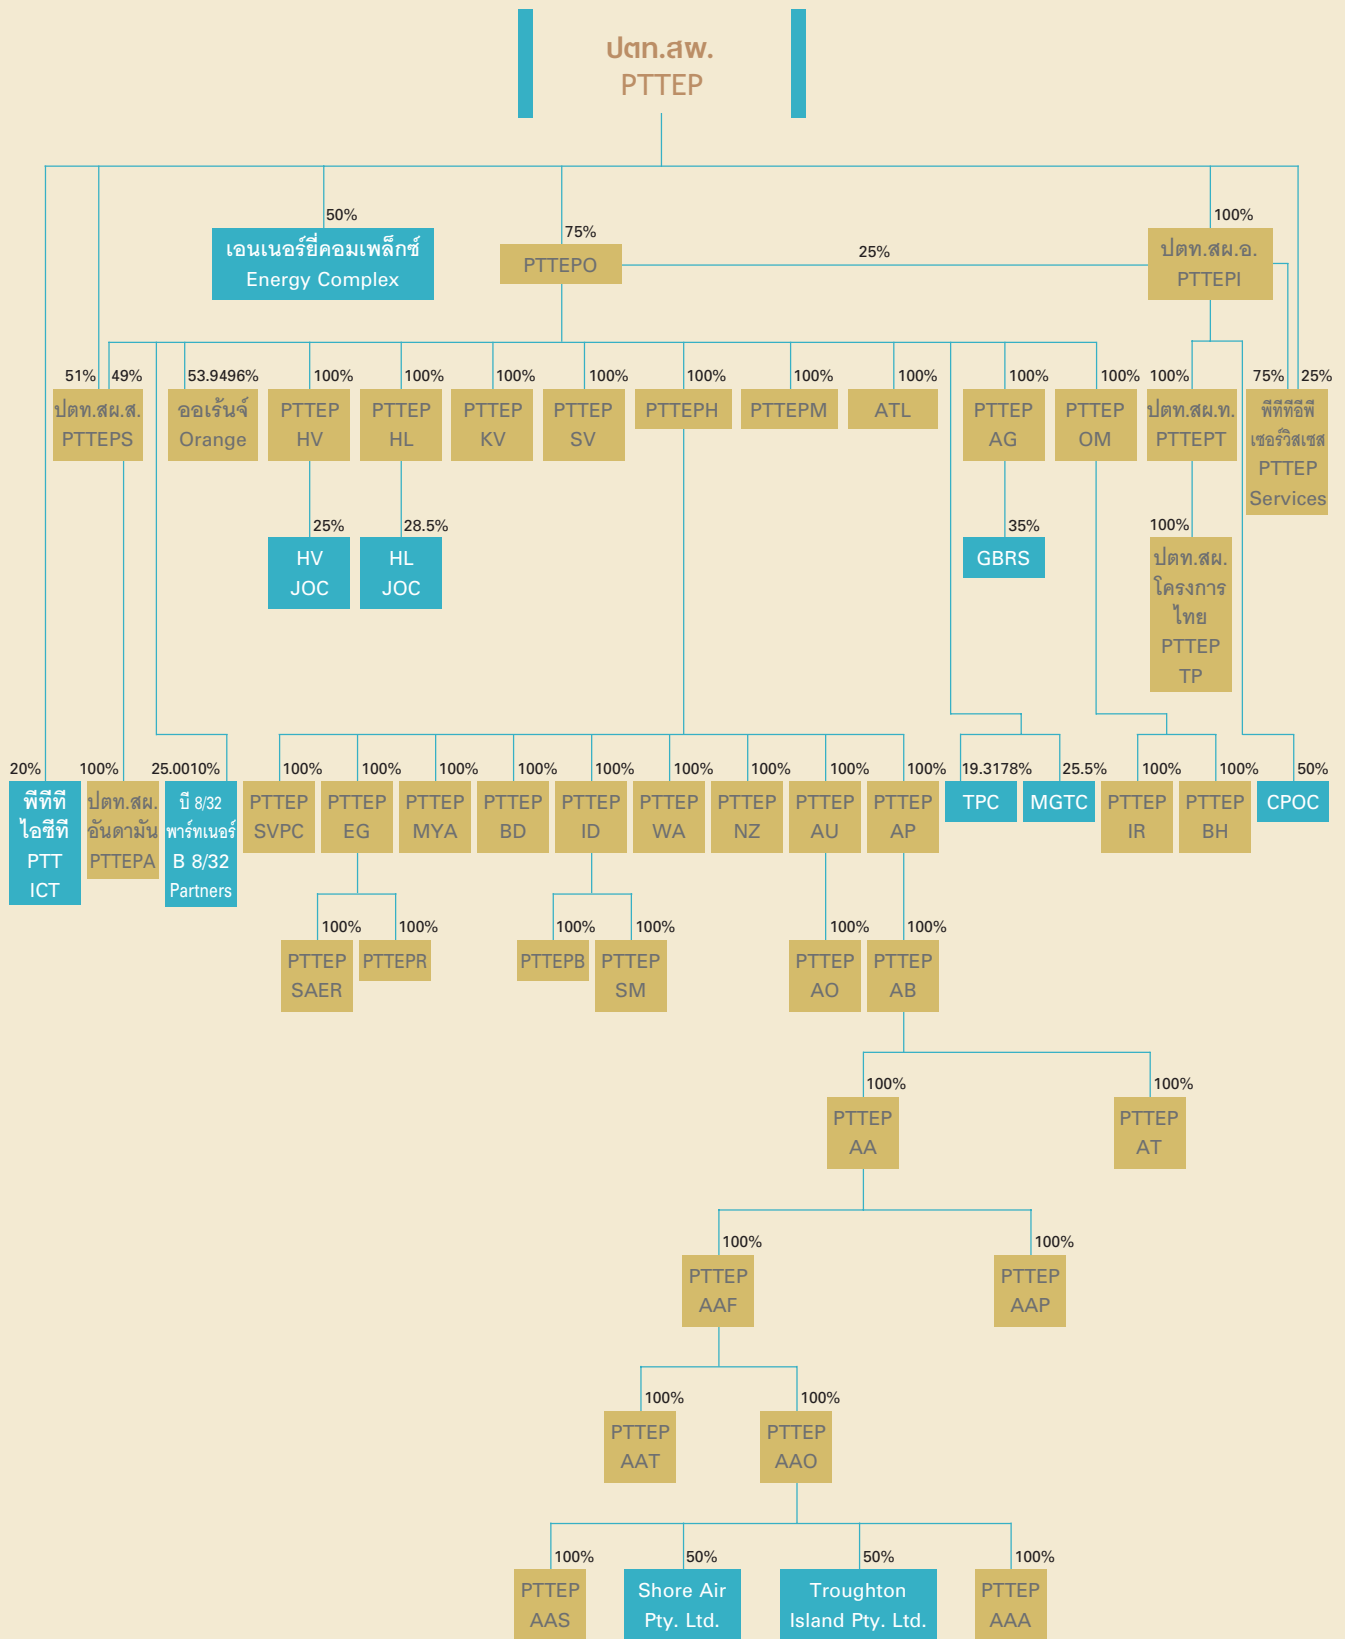 ปตท.สผ.
PTTEP
50%
เอนเนอร์ยี่คอมเพล็กซ์
Energy Complex
75%
PTTEPO
25%
100%
ปตท.สผ.อ.
PTTEPI
51%
49%
ปตท.สผ.ส.
PTTEPS
53.9496%
ออเร้นจ์
Orange
100%
PTTEP
HV
100%
PTTEP
HL
100%
PTTEP
KV
100%
PTTEP
SV
100%
PTTEPH
100%
PTTEPM
100%
ATL
100%
PTTEP
AG
100%
PTTEP
OM
100%
ปตท.สผ.ท.
PTTEPT
75%
25%
พีทีทีอีพี
เซอร์วิสเซส
PTTEP
Services
25%
HV
JOC
28.5%
HL
JOC
35%
GBRS
100%
ปตท.สผ.
โครงการ
ไทย
PTTEP
TP
20%
พีทีที
ไอซีที
PTT
ICT
100%
ปตท.สผ.
อันดามัน
PTTEPA
25.0010%
บี 8/32
พาร์ทเนอร์
B 8/32
Partners
100%
PTTEP
SVPC
100%
PTTEP
EG
100%
PTTEP
MYA
100%
PTTEP
BD
100%
PTTEP
ID
100%
PTTEP
WA
100%
PTTEP
NZ
100%
PTTEP
AU
100%
PTTEP
AP
19.3178%
TPC
25.5%
MGTC
100%
PTTEP
IR
100%
PTTEP
BH
50%
CPOC
100%
PTTEP
SAER
100%
PTTEPR
100%
PTTEPB
100%
PTTEP
SM
100%
PTTEP
AO
100%
PTTEP
AB
100%
PTTEP
AA
100%
PTTEP
AT
100%
PTTEP
AAF
100%
PTTEP
AAP
100%
PTTEP
AAT
100%
PTTEP
AAO
100%
PTTEP
AAS
50%
Shore Air
Pty. Ltd.
50%
Troughton
Island Pty. Ltd.
100%
PTTEP
AAA